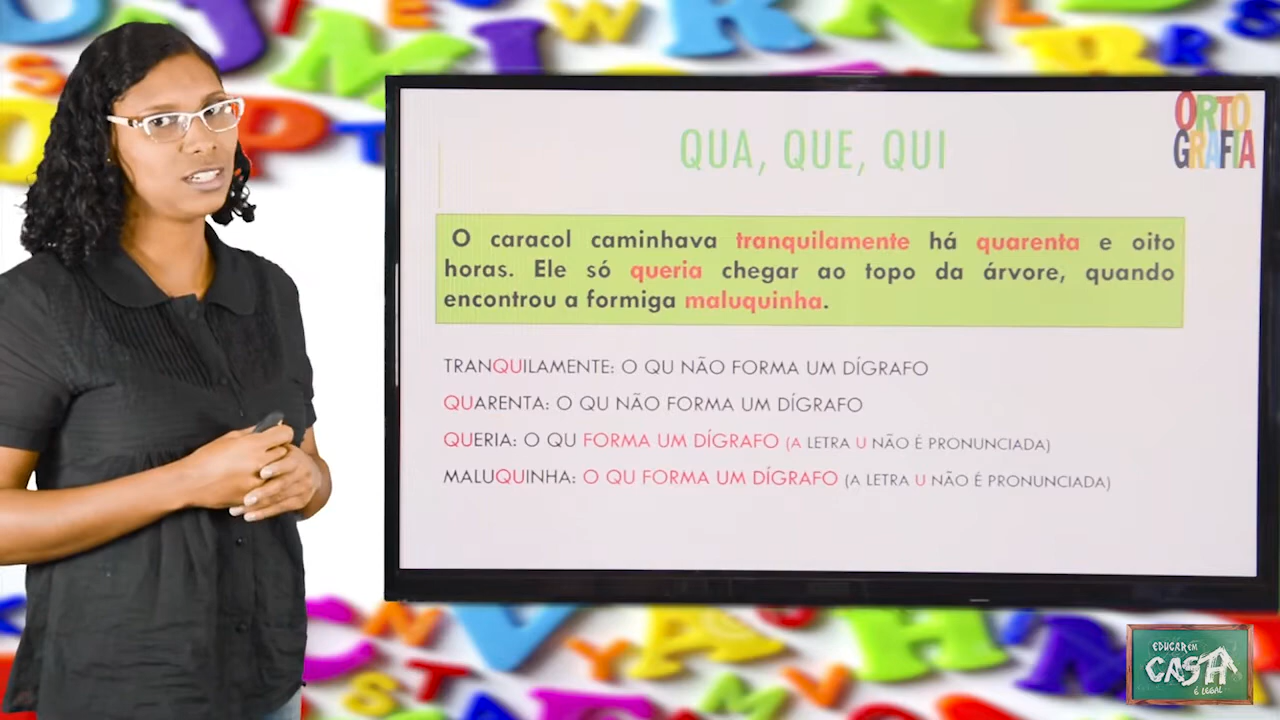 ORTO
GRAFIA
QUA, QUE, QUI
O caracol caminhava tranquilamente há quarenta e oito
horas. Ele só queria chegar ao topo da árvore, quando
encontrou a formiga maluquinha.
TRANQUILAMENTE: O QU NÃO FORMA UM DÍGRAFO
QUARENTA: O QU NÃO FORMA UM DÍGRAFO
QUERIA: O QU FORMA UM DÍGRAFO (A LETRA U NÃO É PRONUNCIADA)
MALUQUINHA: O QU FORMA UM DÍGRAFO (A LETRA U NÃO É PRONUNCIADA)
EDUCAR EM
CASA
É LEGAL